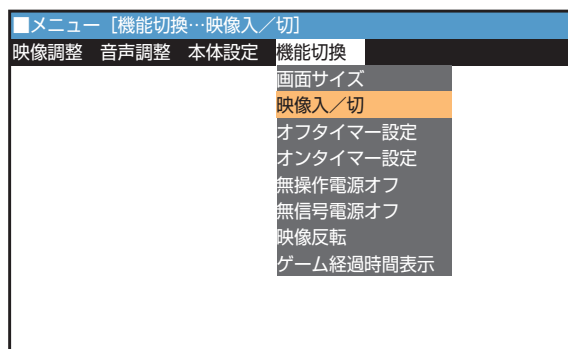 ■メニュー［機能切換…映像入／切］
映像調整 音声調整 本体設定 機能切換
画面サイズ
映像入／切
オフタイマー設定
オンタイマー設定
無操作電源オフ
無信号電源オフ
映像反転
ゲーム経過時間表示